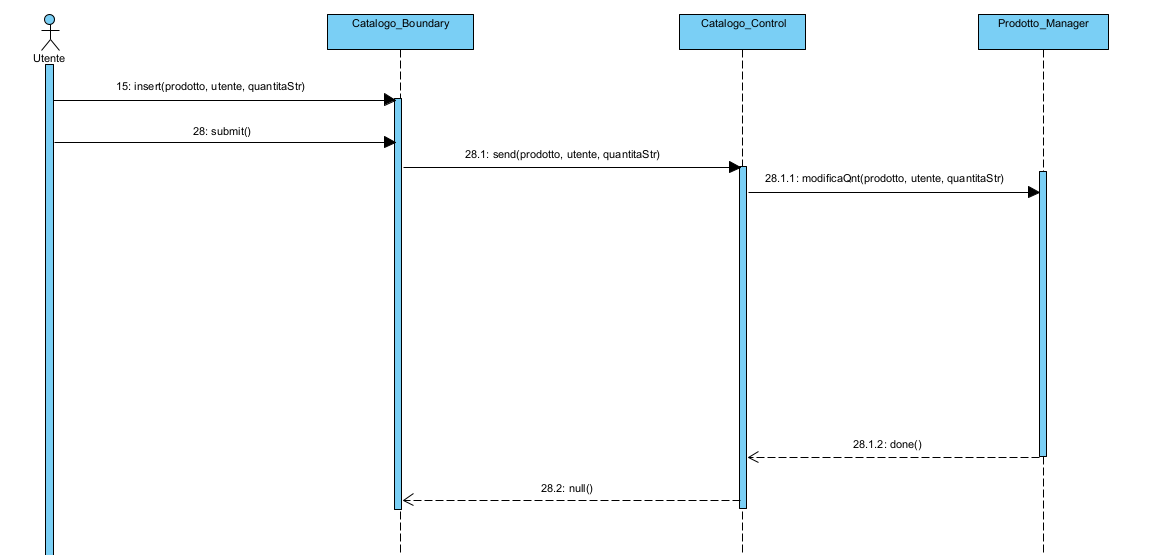 Catalogo_Boundary
Catalogo_Control
Prodotto_Manager
Utente
15: insert(prodotto, utente, quantitaStr)
28: submit()
28.1: send(prodotto, utente, quantitaStr)
28.1.1: modificaQnt(prodotto, utente, quantitaStr)
28.1.2: done()
28.2: null()